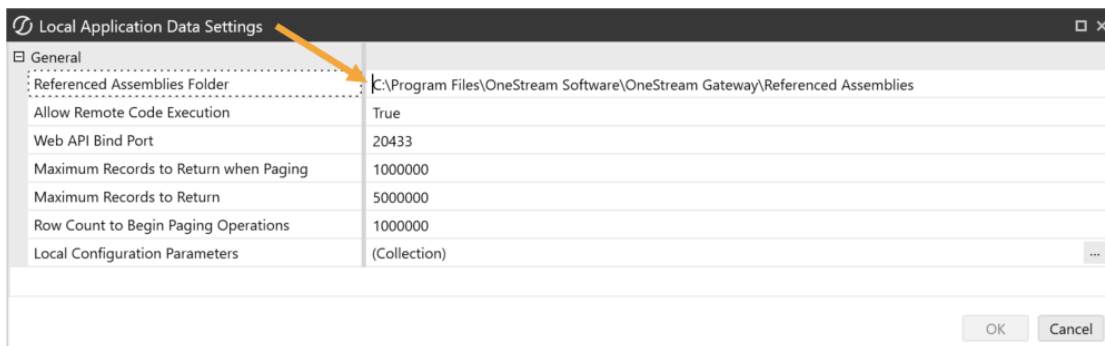 Local Application Data Settings
General
Referenced Assemblies Folder C:\Program Files\OneStream Software\OneStream Gateway\Referenced Assemblies
Allow Remote Code Execution True
Web API Bind Port 20433
Maximum Records to Return when Paging 1000000
Maximum Records to Return 5000000
Row Count to Begin Paging Operations 1000000
Local Configuration Parameters (Collection) ...
OK Cancel